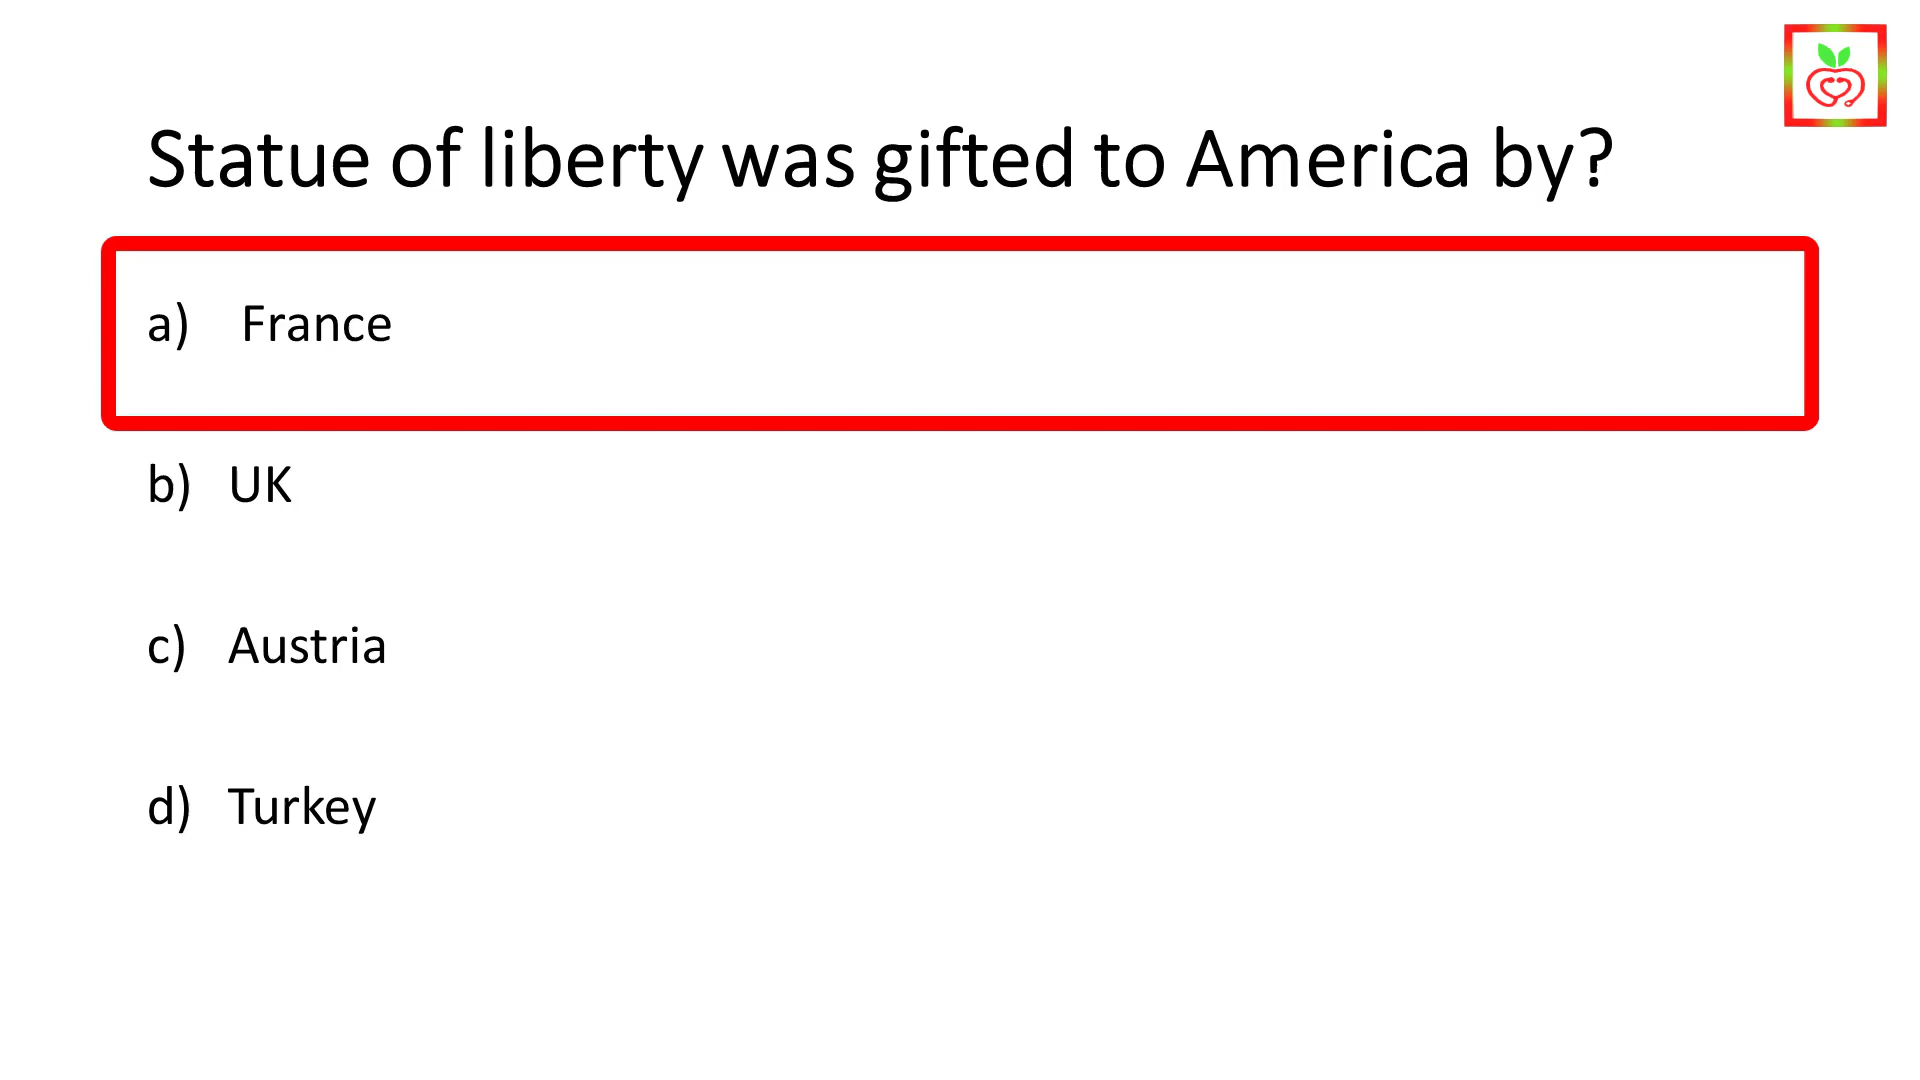 Statue of liberty was gifted to America by?
a) France
b) UK
c) Austria
d) Turkey